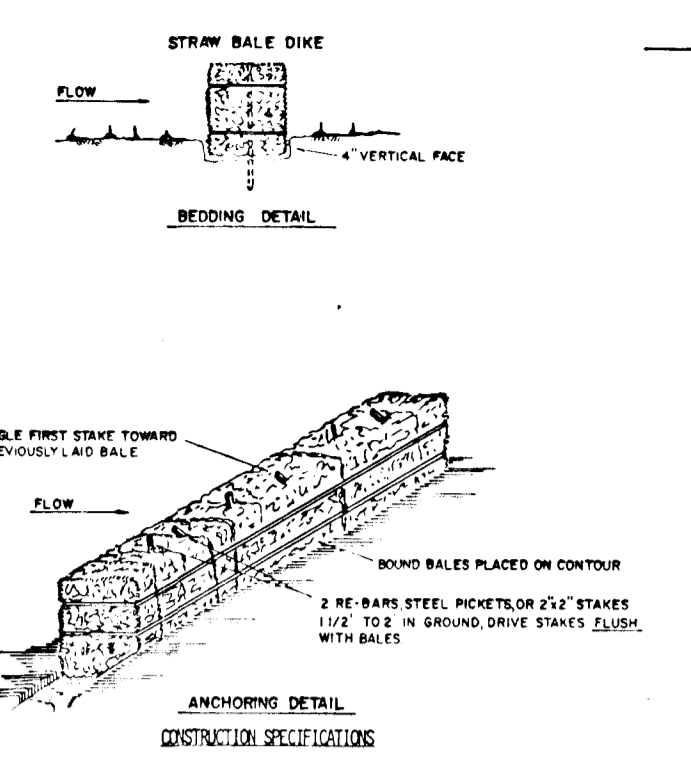 STRAW BALE DIKE
FLOW
4" VERTICAL FACE
BEDDING DETAIL
GLE FIRST STAKE TOWARD
EVIOUSLY LAID BALE
FLOW
BOUND BALES PLACED ON CONTOUR
2 RE-BARS, STEEL PICKETS, OR 2"x2" STAKES
1 1/2' TO 2' IN GROUND, DRIVE STAKES FLUSH
WITH BALES.
ANCHORING DETAIL
CONSTRUCTION SPECIFICATIONS